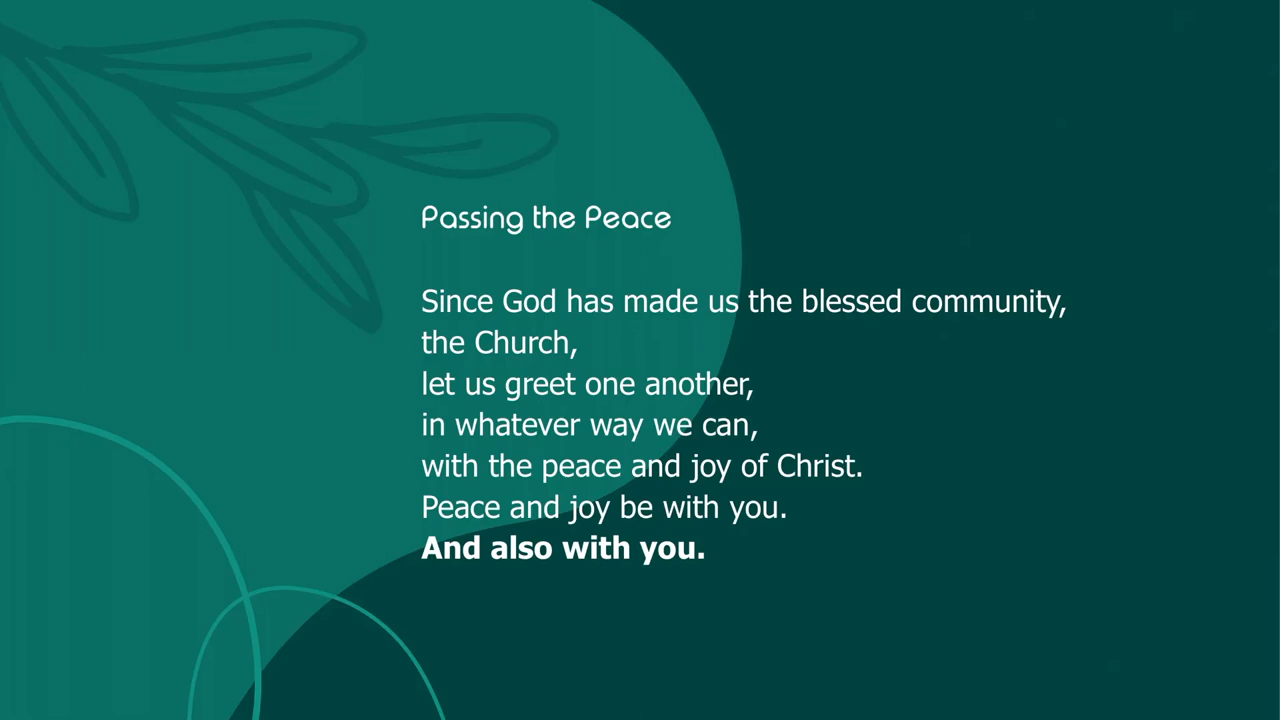 Passing the Peace
Since God has made us the blessed community,
the Church,
let us greet one another,
in whatever way we can,
with the peace and joy of Christ.
Peace and joy be with you.
And also with you.